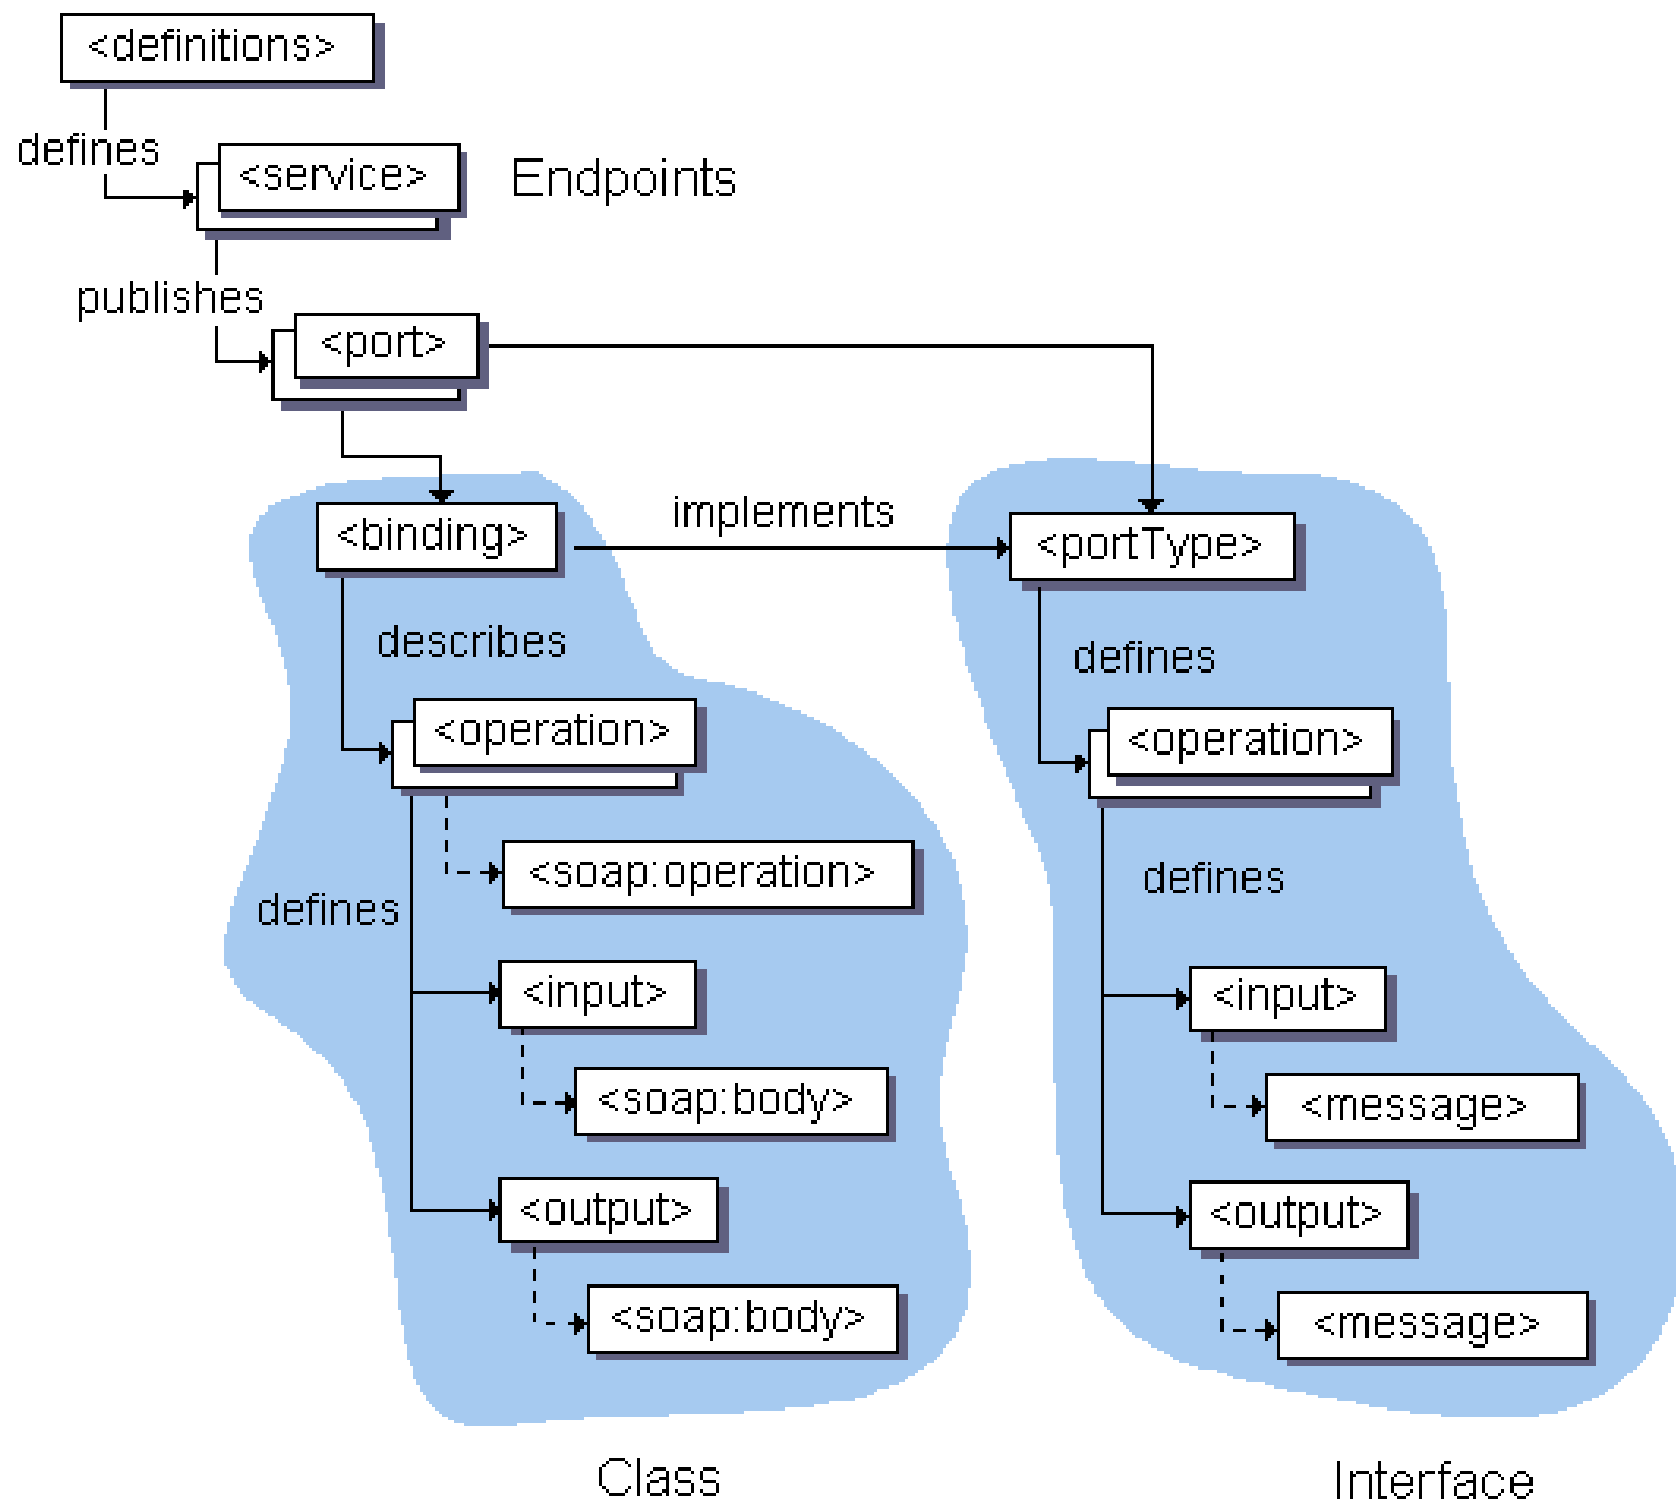 <definitions>
defines
<service>
Endpoints
publishes
<port>
<binding>
implements
<portType>
describes
defines
<operation>
<operation>
<soap:operation>
defines
defines
<input>
<input>
<soap:body>
<message>
<output>
<output>
<soap:body>
<message>
Class
Interface